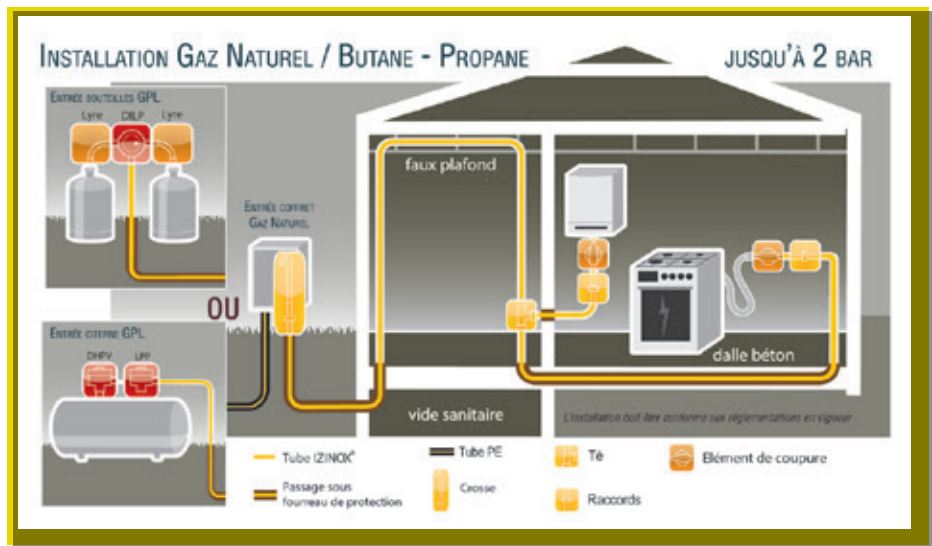 INSTALLATION GAZ NATUREL / BUTANE - PROPANE
JUSQU'À 2 BAR
ENTRÉE BOUTEILLES GPL
Lyre DILP Lyre
faux plafond
ENTRÉE COFFRET
GAZ NATUREL
OU
ENTRÉE CITERNE GPL
DHPV LPP
dalle béton
vide sanitaire
L'installation doit être conforme aux réglementations en vigueur
Tube IZINOX®
Tube PE
Té
Elément de coupure
Passage sous
fourreau de protection
Crosse
Raccords